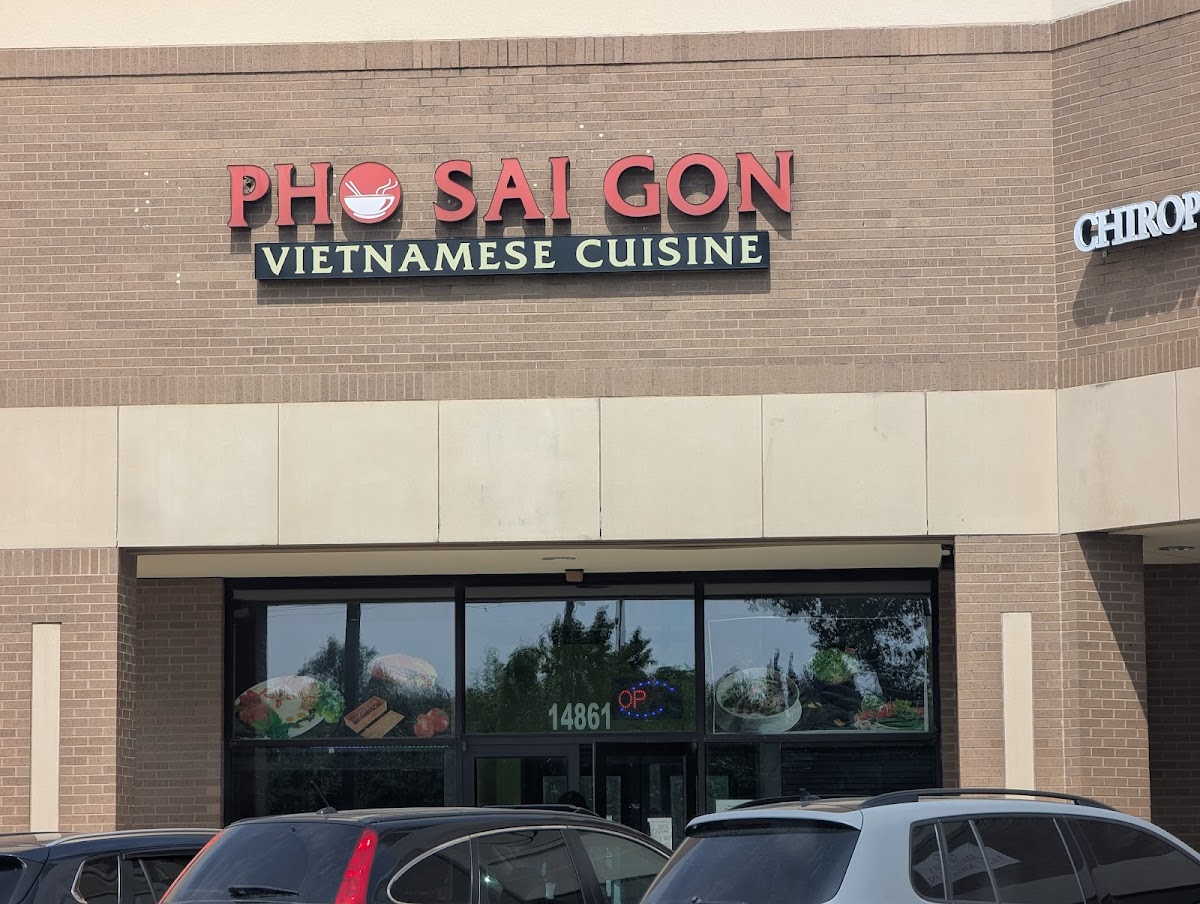 PHO SAI GON
VIETNAMESE CUISINE
CHIROP
14861
OP